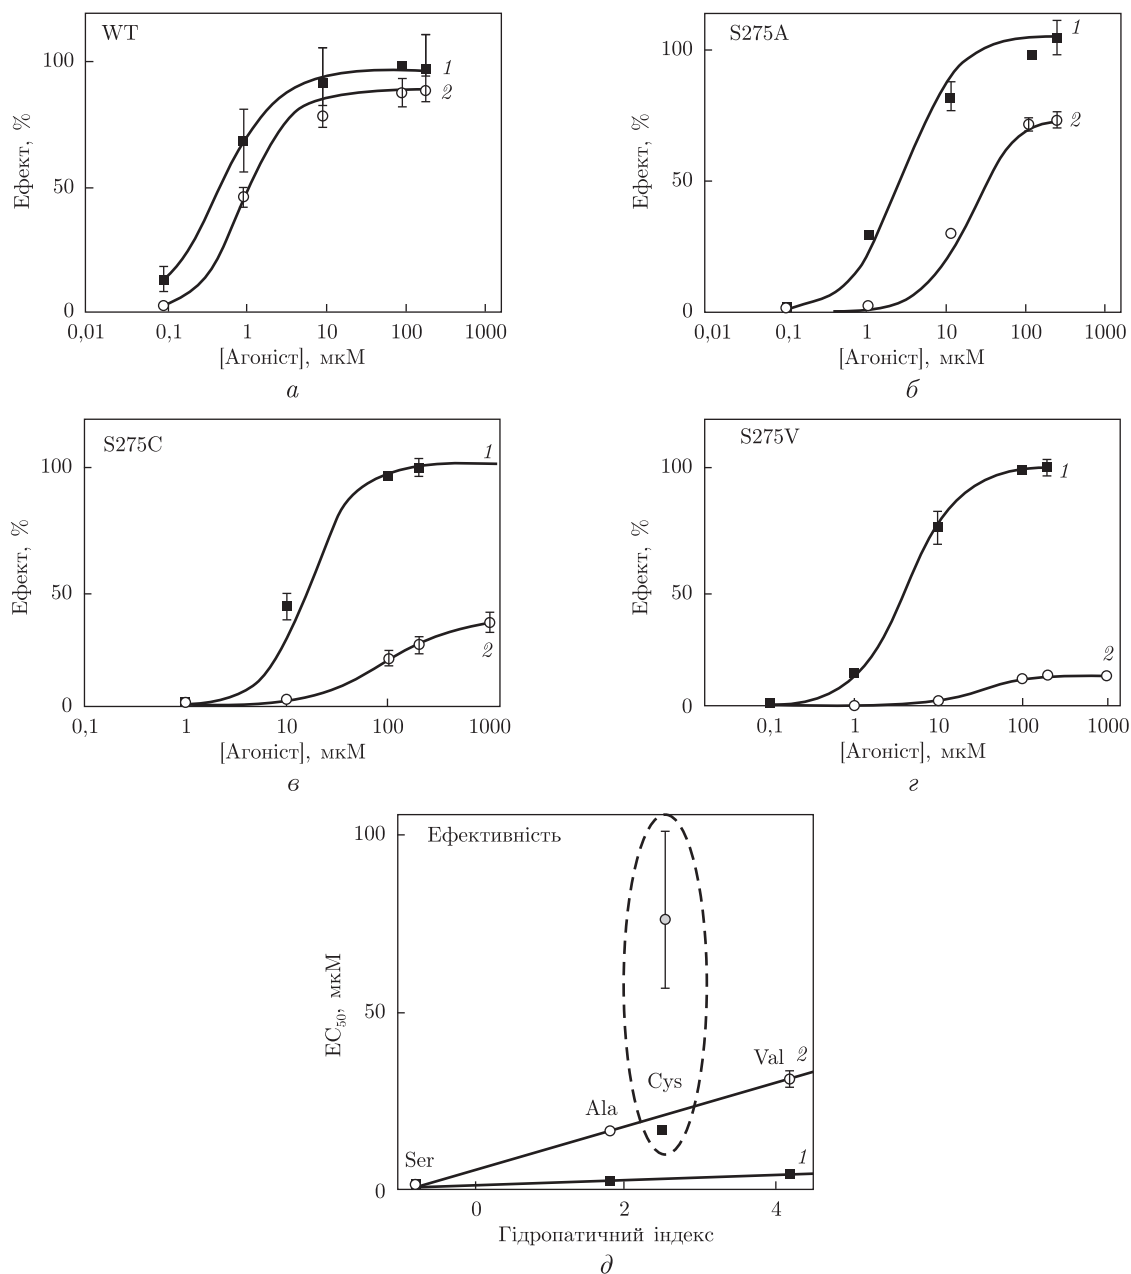 WT
Ефект, %
100
50
0
1
2
0,01 0,1 1 10 100 1000
[Агоніст], мкМ
а
S275A
Ефект, %
100
50
0
1
2
0,01 0,1 1 10 100 1000
[Агоніст], мкМ
б
S275C
Ефект, %
100
50
0
1
2
0,1 1 10 100 1000
[Агоніст], мкМ
в
S275V
Ефект, %
100
50
0
1
2
0,1 1 10 100 1000
[Агоніст], мкМ
г
Ефективність
EC50, мкМ
100
50
0
Ser
Ala
Cys
Val 2
1
0 2 4
Гідропатичний індекс
д